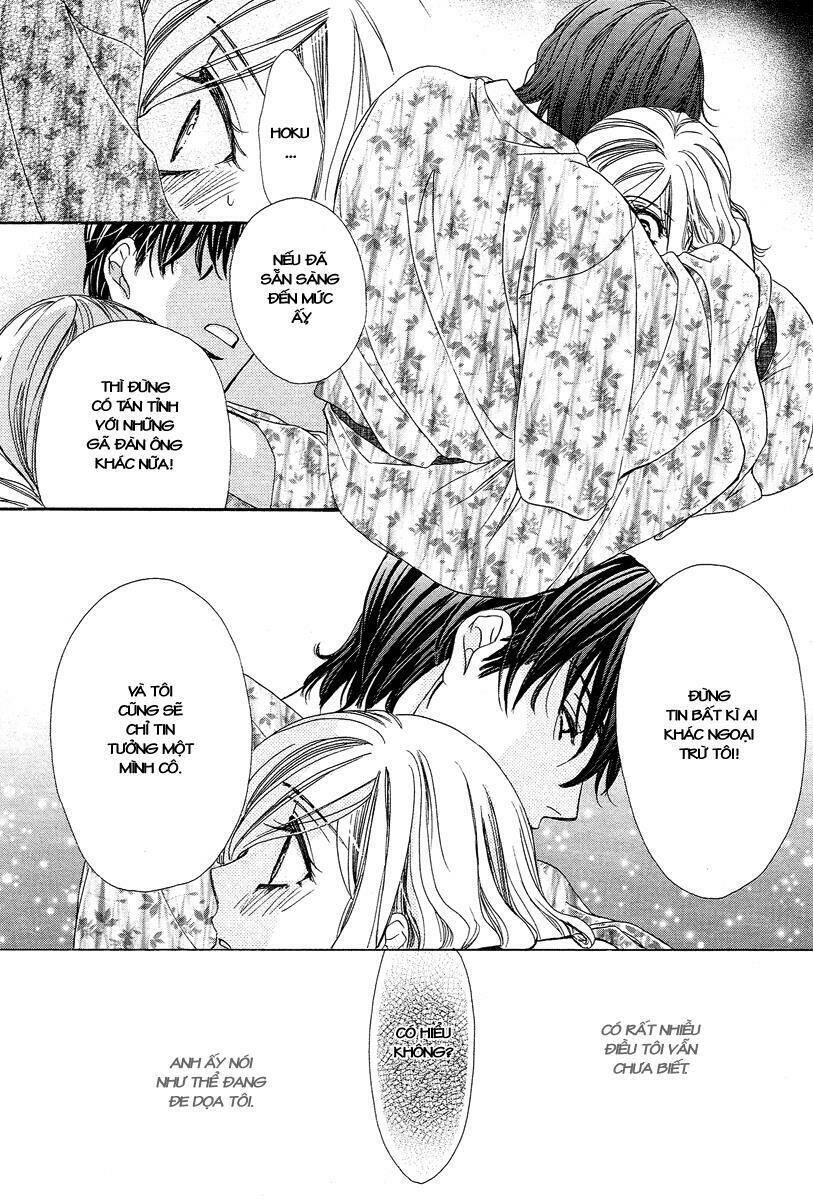 HOKU
...
NẾU ĐÃ
SẴN SÀNG
ĐẾN MỨC
ẤY,
THÌ ĐỪNG
CÓ TÁN TỈNH
VỚI NHỮNG
GÃ ĐÀN ÔNG
KHÁC NỮA!
ĐỪNG
TIN BẤT KÌ AI
KHÁC NGOẠI
TRỪ TÔI!
VÀ TÔI
CŨNG SẼ
CHỈ TIN
TƯỞNG MỘT
MÌNH CÔ.
CÓ RẤT NHIỀU
ĐIỀU TÔI VẪN
CHƯA BIẾT.
CÓ HIỂU
KHÔNG?
ANH ẤY NÓI
NHƯ THỂ ĐANG
ĐE DỌA TÔI.